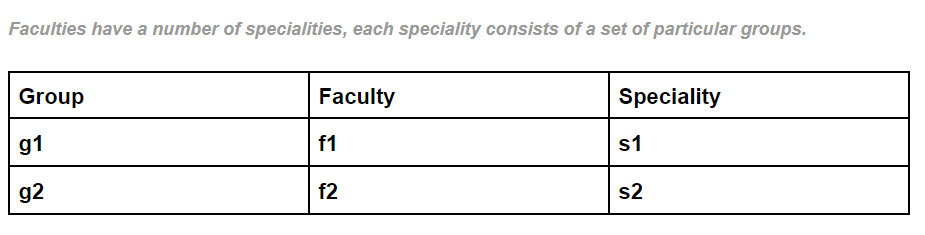 Faculties have a number of specialities, each speciality consists of a set of particular groups.
Group Faculty Speciality
g1 f1 s1
g2 f2 s2